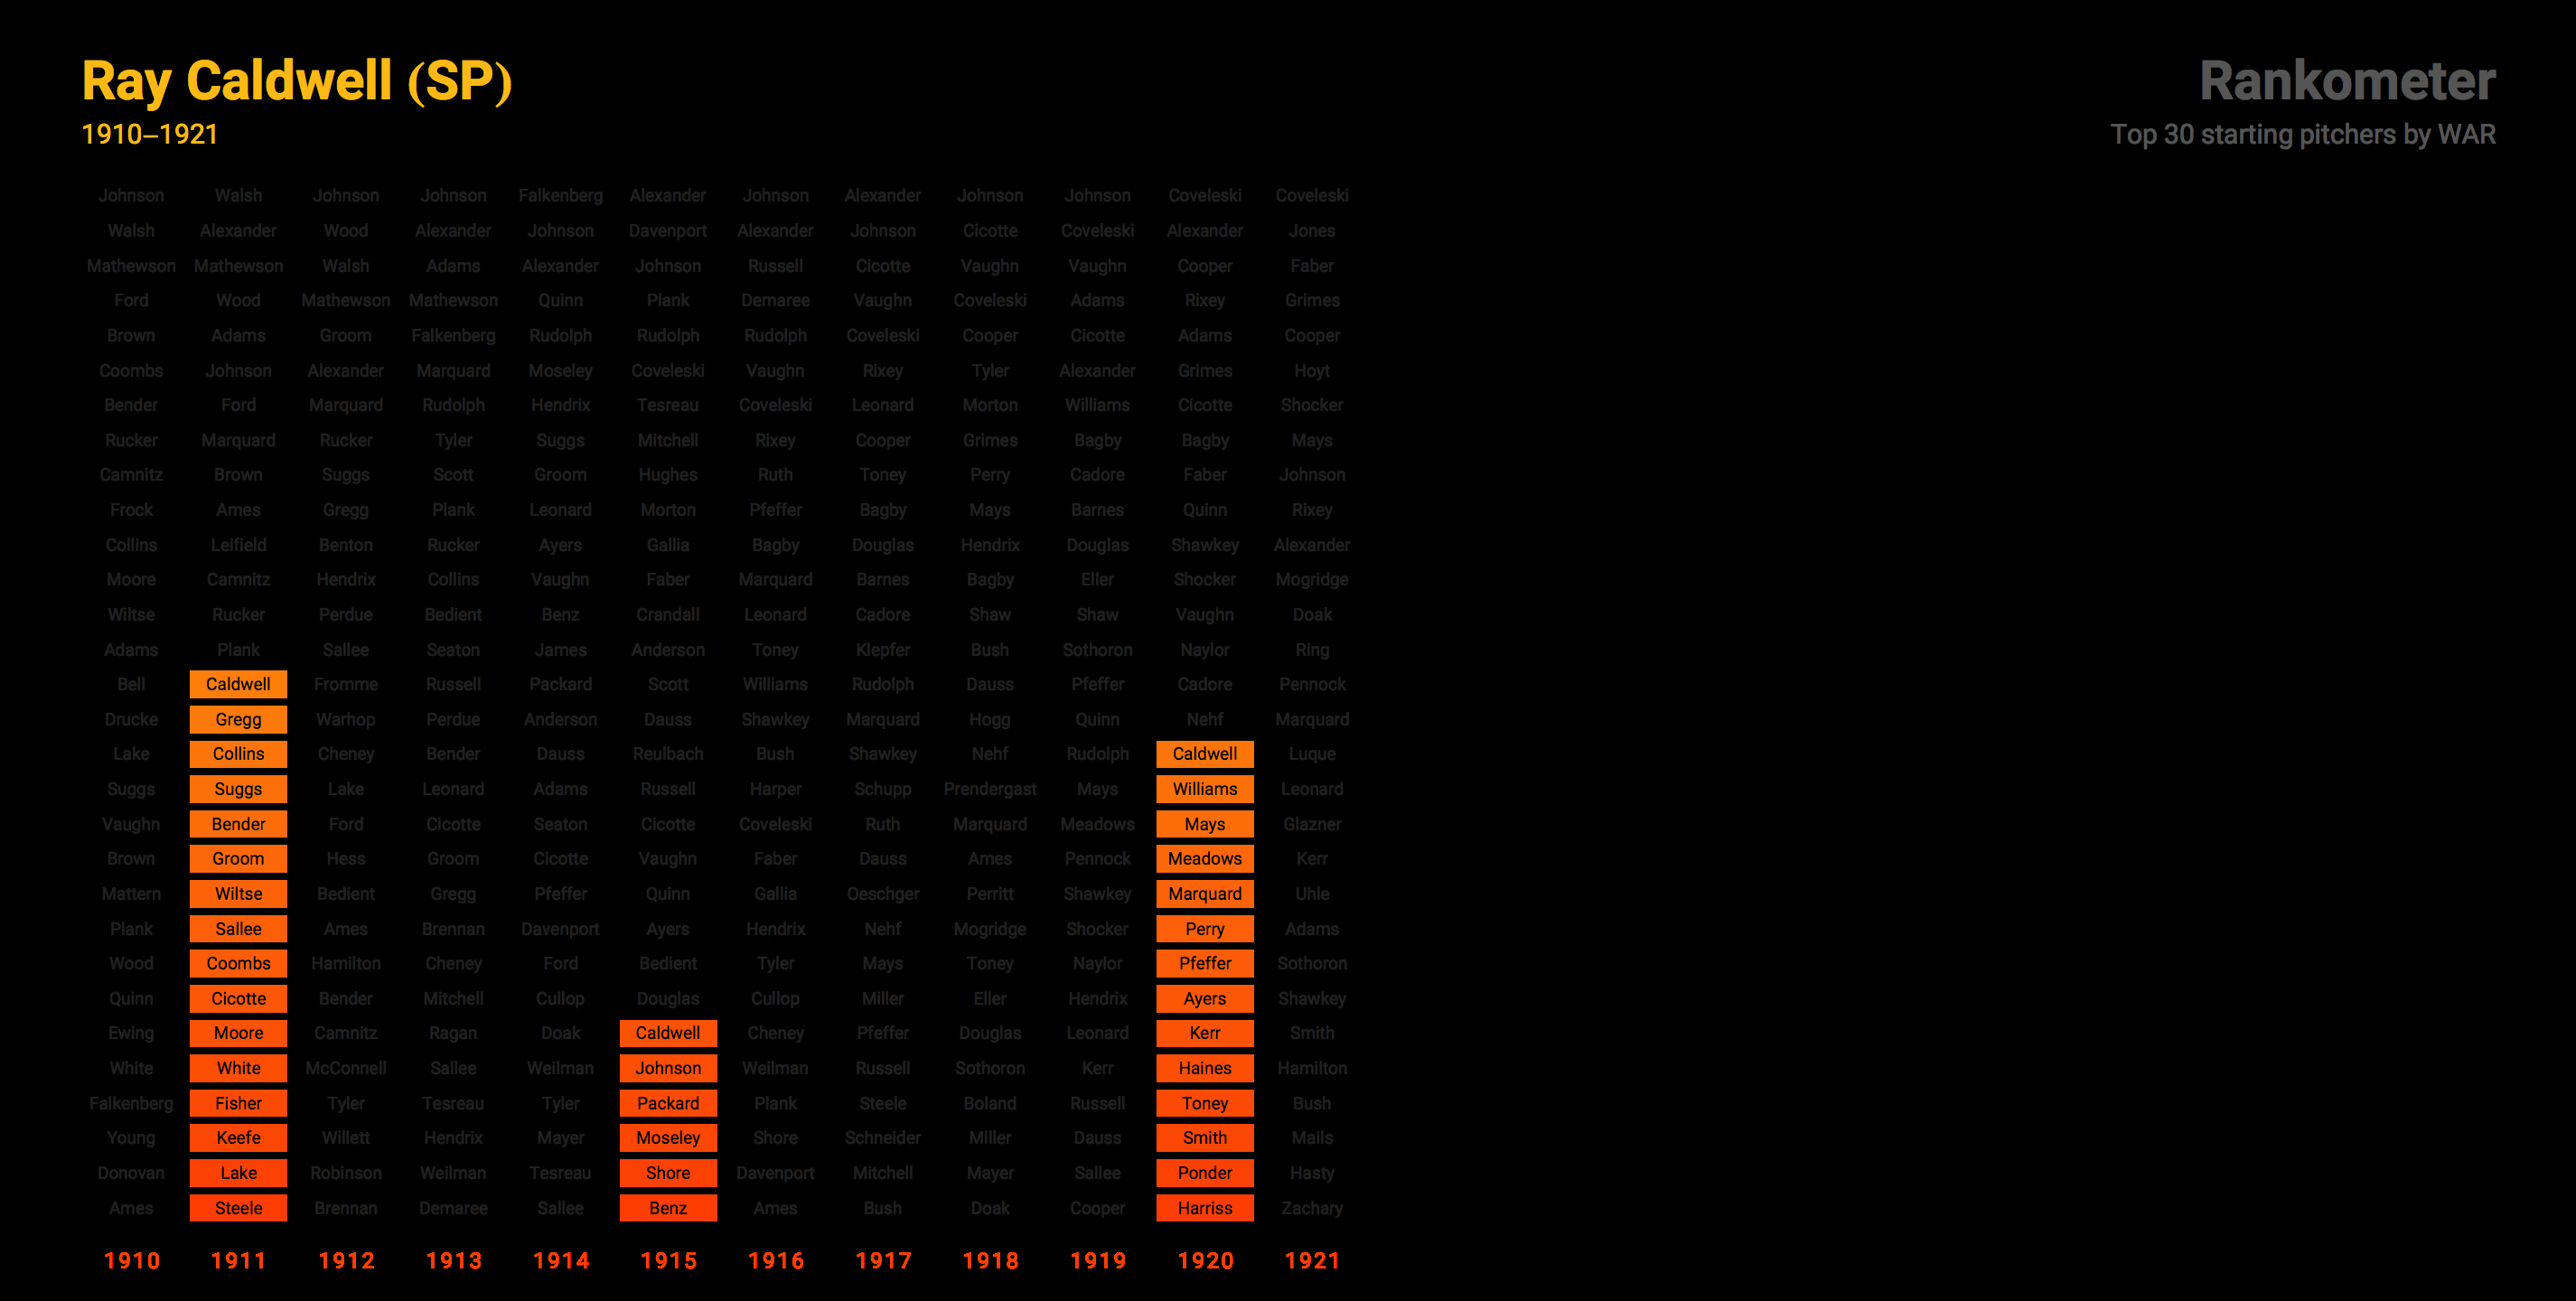 Ray Caldwell (SP)
1910–1921
Rankometer
Top 30 starting pitchers by WAR
Johnson Walsh Johnson Johnson Falkenberg Alexander Johnson Alexander Johnson Johnson Coveleski Coveleski
Walsh Alexander Wood Alexander Johnson Davenport Alexander Johnson Cicotte Coveleski Alexander Jones
Mathewson Mathewson Walsh Adams Alexander Johnson Russell Cicotte Vaughn Vaughn Cooper Faber
Ford Wood Mathewson Mathewson Quinn Plank Demaree Vaughn Coveleski Adams Rixey Grimes
Brown Adams Groom Falkenberg Rudolph Rudolph Rudolph Coveleski Cooper Cicotte Adams Cooper
Coombs Johnson Alexander Marquard Moseley Coveleski Vaughn Rixey Tyler Alexander Grimes Hoyt
Bender Ford Marquard Rudolph Hendrix Tesreau Coveleski Leonard Morton Williams Cicotte Shocker
Rucker Marquard Rucker Tyler Suggs Mitchell Rixey Cooper Grimes Bagby Bagby Mays
Camnitz Brown Suggs Scott Groom Hughes Ruth Toney Perry Cadore Faber Johnson
Frock Ames Gregg Plank Leonard Morton Pfeffer Bagby Mays Barnes Quinn Rixey
Collins Leifield Benton Rucker Ayers Gallia Bagby Douglas Hendrix Douglas Shawkey Alexander
Moore Camnitz Hendrix Collins Vaughn Faber Marquard Barnes Bagby Eller Shocker Mogridge
Wiltse Rucker Perdue Bedient Benz Crandall Leonard Cadore Shaw Shaw Vaughn Doak
Adams Plank Sallee Seaton James Anderson Toney Klepfer Bush Sothoron Naylor Ring
Bell Caldwell Fromme Russell Packard Scott Williams Rudolph Dauss Pfeffer Cadore Pennock
Drucke Gregg Warhop Perdue Anderson Dauss Shawkey Marquard Hogg Quinn Nehf Marquard
Lake Collins Cheney Bender Dauss Reulbach Bush Shawkey Nehf Rudolph Caldwell Luque
Suggs Suggs Lake Leonard Adams Russell Harper Schupp Prendergast Mays Williams Leonard
Vaughn Bender Ford Cicotte Seaton Cicotte Coveleski Ruth Marquard Meadows Mays Glazner
Brown Groom Hess Groom Cicotte Vaughn Faber Dauss Ames Pennock Meadows Kerr
Mattern Wiltse Bedient Gregg Pfeffer Quinn Gallia Oeschger Perritt Shawkey Marquard Uhle
Plank Sallee Ames Brennan Davenport Ayers Hendrix Nehf Mogridge Shocker Perry Adams
Wood Coombs Hamilton Cheney Ford Bedient Tyler Mays Toney Naylor Pfeffer Sothoron
Quinn Cicotte Bender Mitchell Cullop Douglas Cullop Miller Eller Hendrix Ayers Shawkey
Ewing Moore Camnitz Ragan Doak Caldwell Cheney Pfeffer Douglas Leonard Kerr Smith
White White McConnell Sallee Weilman Johnson Weilman Russell Sothoron Kerr Haines Hamilton
Falkenberg Fisher Tyler Tesreau Tyler Packard Plank Steele Boland Russell Toney Bush
Young Keefe Willett Hendrix Mayer Moseley Shore Schneider Miller Dauss Smith Mails
Donovan Lake Robinson Weilman Tesreau Shore Davenport Mitchell Mayer Sallee Ponder Hasty
Ames Steele Brennan Demaree Sallee Benz Ames Bush Doak Cooper Harriss Zachary
1910 1911 1912 1913 1914 1915 1916 1917 1918 1919 1920 1921